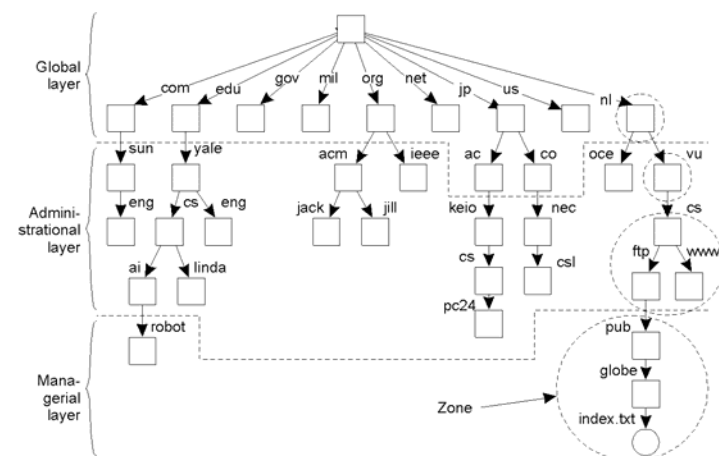 Global
layer
com
edu
gov
mil
org
net
jp
us
nl
sun
yale
acm
ieee
ac
co
oce
vu
Admini-
strational
layer
eng
cs
eng
jack
jill
keio
nec
cs
ai
linda
cs
csl
ftp
www
pc24
robot
pub
Mana-
gerial
layer
globe
Zone
index.txt